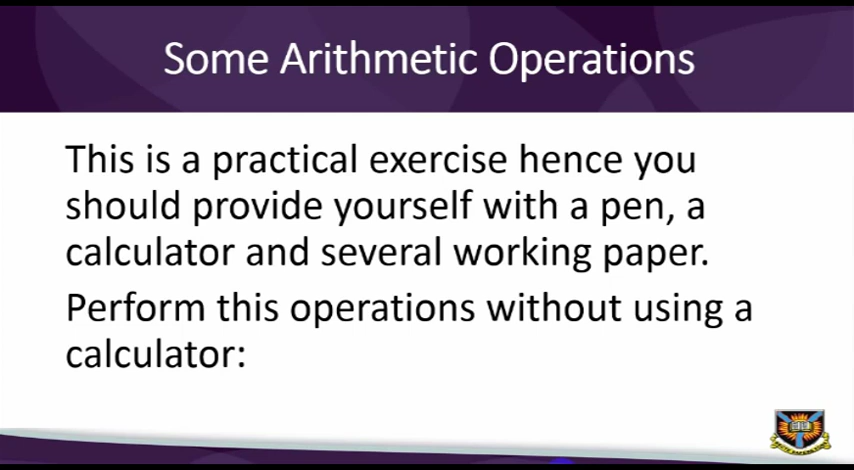 Some Arithmetic Operations
This is a practical exercise hence you
should provide yourself with a pen, a
calculator and several working paper.
Perform this operations without using a
calculator: